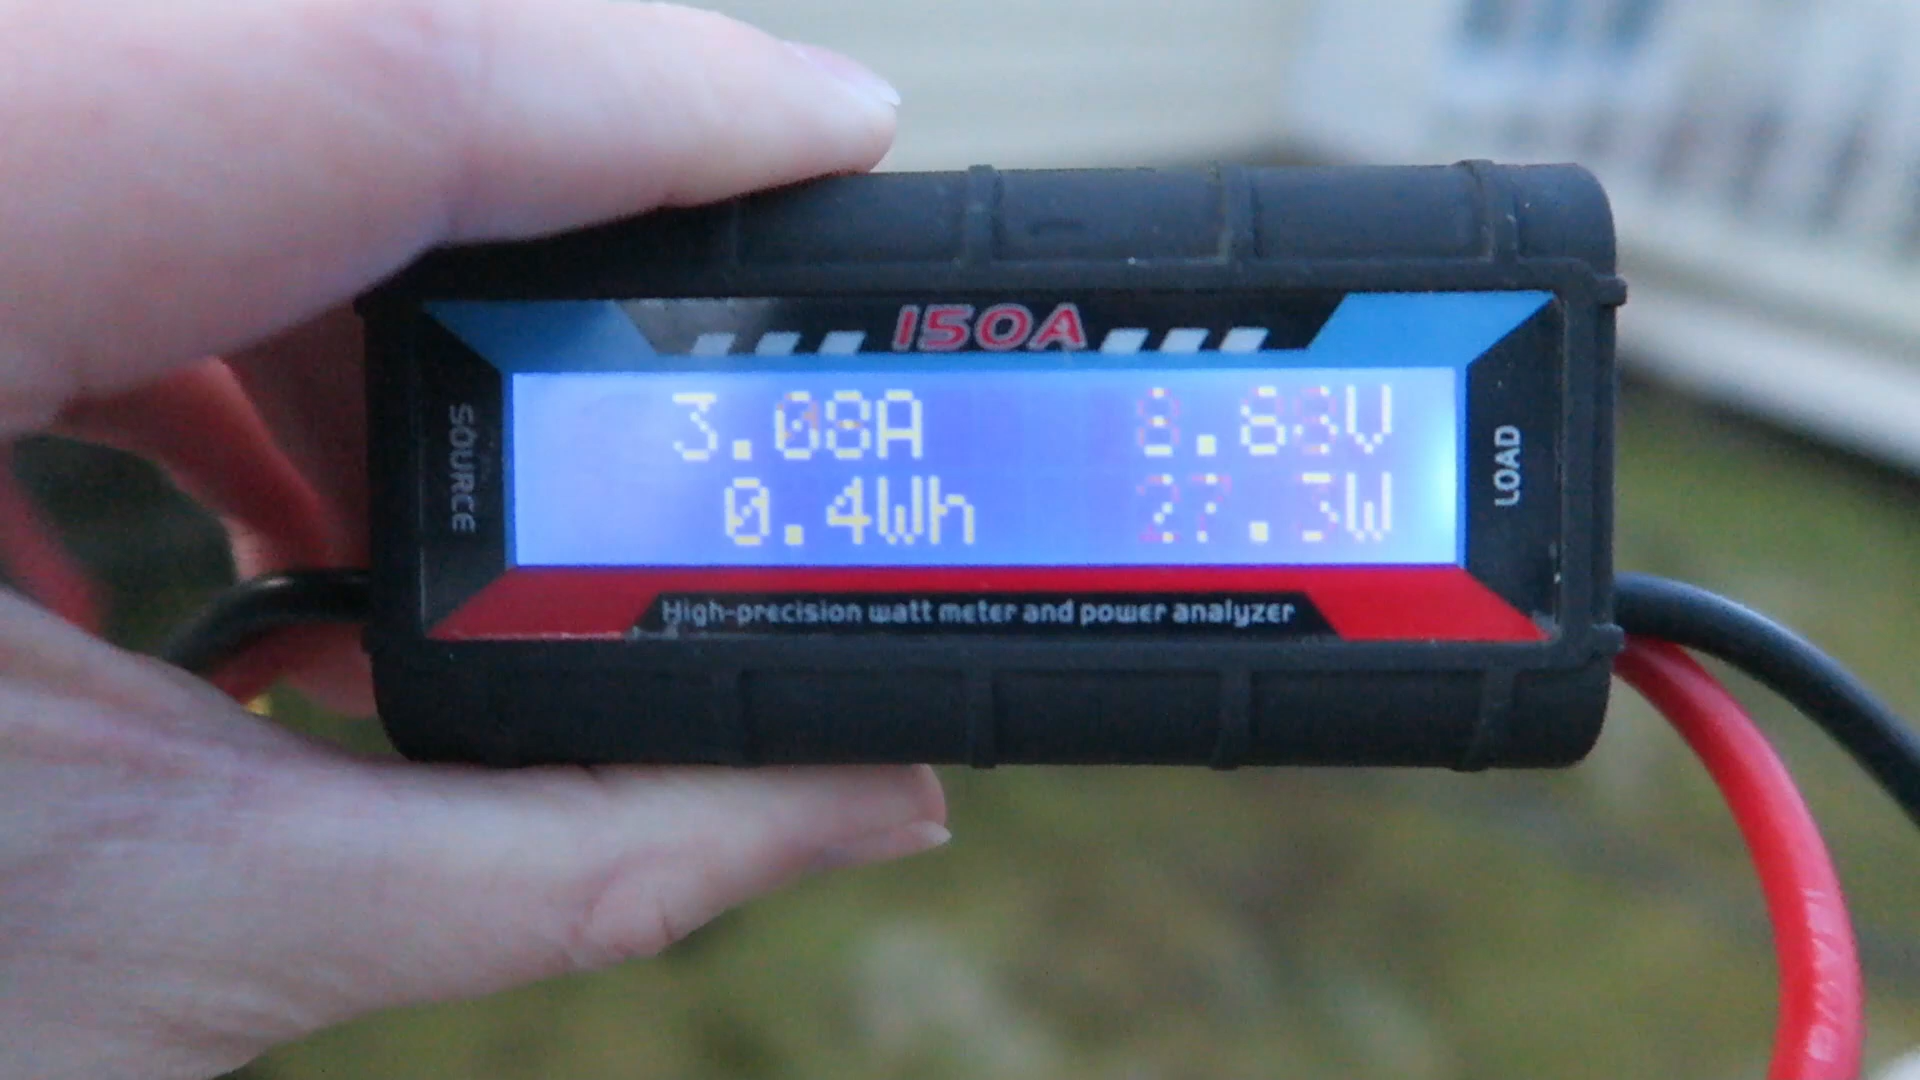 150A
SOURCE
3.08A
0.4Wh
LOAD
High-precision watt meter and power analyzer